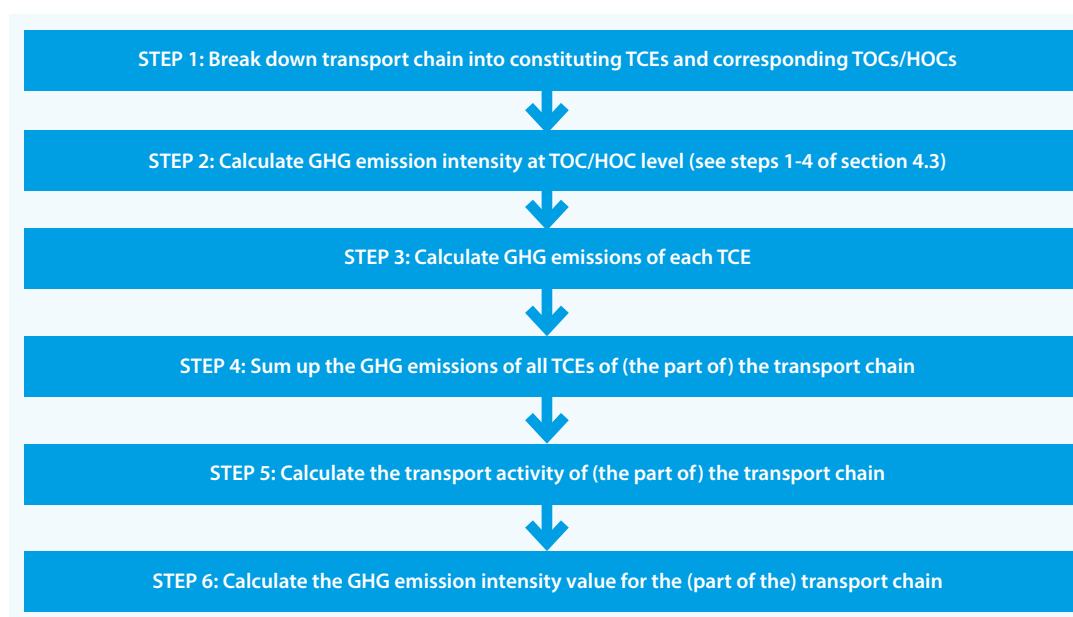 STEP 1: Break down transport chain into constituting TCEs and corresponding TOCs/HOCs
STEP 2: Calculate GHG emission intensity at TOC/HOC level (see steps 1-4 of section 4.3)
STEP 3: Calculate GHG emissions of each TCE
STEP 4: Sum up the GHG emissions of all TCEs of (the part of) the transport chain
STEP 5: Calculate the transport activity of (the part of) the transport chain
STEP 6: Calculate the GHG emission intensity value for the (part of the) transport chain